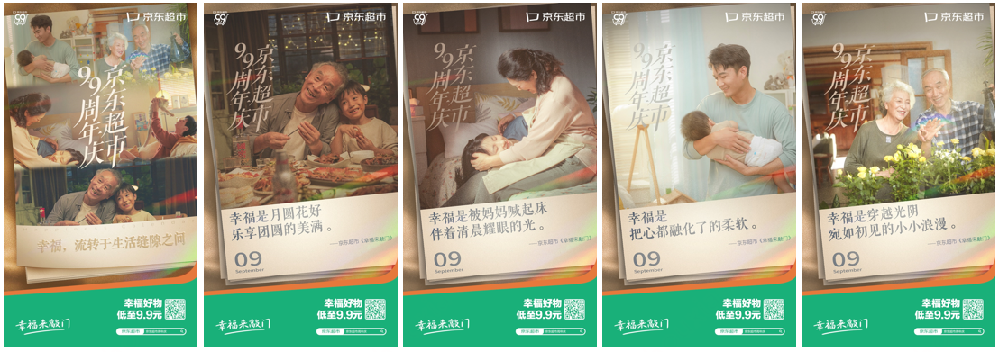 99
京东超市
京东超市
99周年庆
幸福，流转于生活缝隙之间
幸福来敲门
幸福好物
低至9.9元
京东超市
99
京东超市
京东超市
99周年庆
幸福是月圆花好
乐享团圆的美满。
——京东超市《幸福来敲门》
09
September
幸福来敲门
幸福好物
低至9.9元
京东超市
99
京东超市
京东超市
99周年庆
幸福是被妈妈喊起床
伴着清晨耀眼的光。
——京东超市《幸福来敲门》
09
September
幸福来敲门
幸福好物
低至9.9元
京东超市
99
京东超市
京东超市
99周年庆
幸福是
把心都融化了的柔软。
——京东超市《幸福来敲门》
09
September
幸福来敲门
幸福好物
低至9.9元
京东超市
99
京东超市
京东超市
99周年庆
幸福是穿越光阴
宛如初见的小小浪漫。
——京东超市《幸福来敲门》
09
September
幸福来敲门
幸福好物
低至9.9元
京东超市